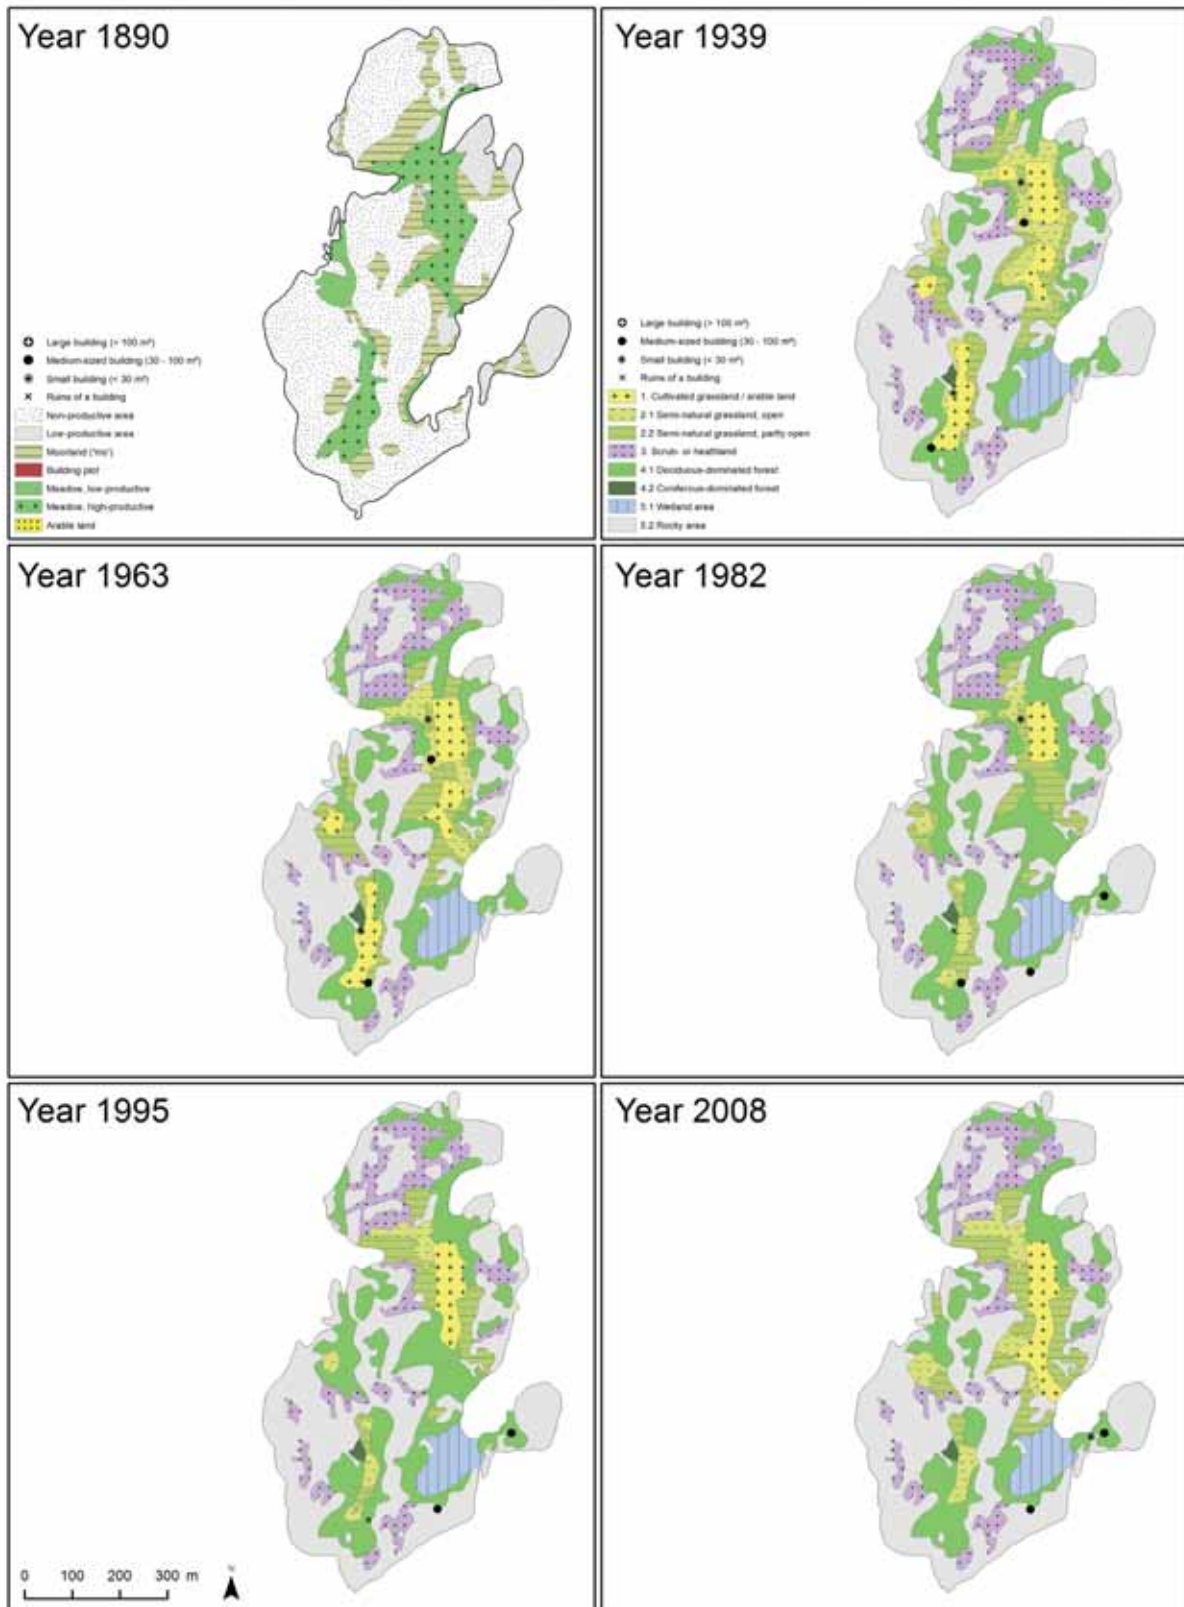 Year 1890
Large building (> 100 m²)
Medium-sized building (30 - 100 m²)
Small building (< 30 m²)
Ruins of a building
Non-productive area
Low-productive area
Moorland ('mo')
Building plot
Meadow, low-productive
Meadow, high-productive
Arable land
Year 1939
Large building (> 100 m²)
Medium-sized building (30 - 100 m²)
Small building (< 30 m²)
Ruins of a building
1. Cultivated grassland / arable land
2.1 Semi-natural grassland, open
2.2 Semi-natural grassland, partly open
3. Scrub- or heathland
4.1 Deciduous-dominated forest
4.2 Coniferous-dominated forest
5.1 Wetland area
5.2 Rocky area
Year 1963
Year 1982
Year 1995
0 100 200 300 m
N
Year 2008